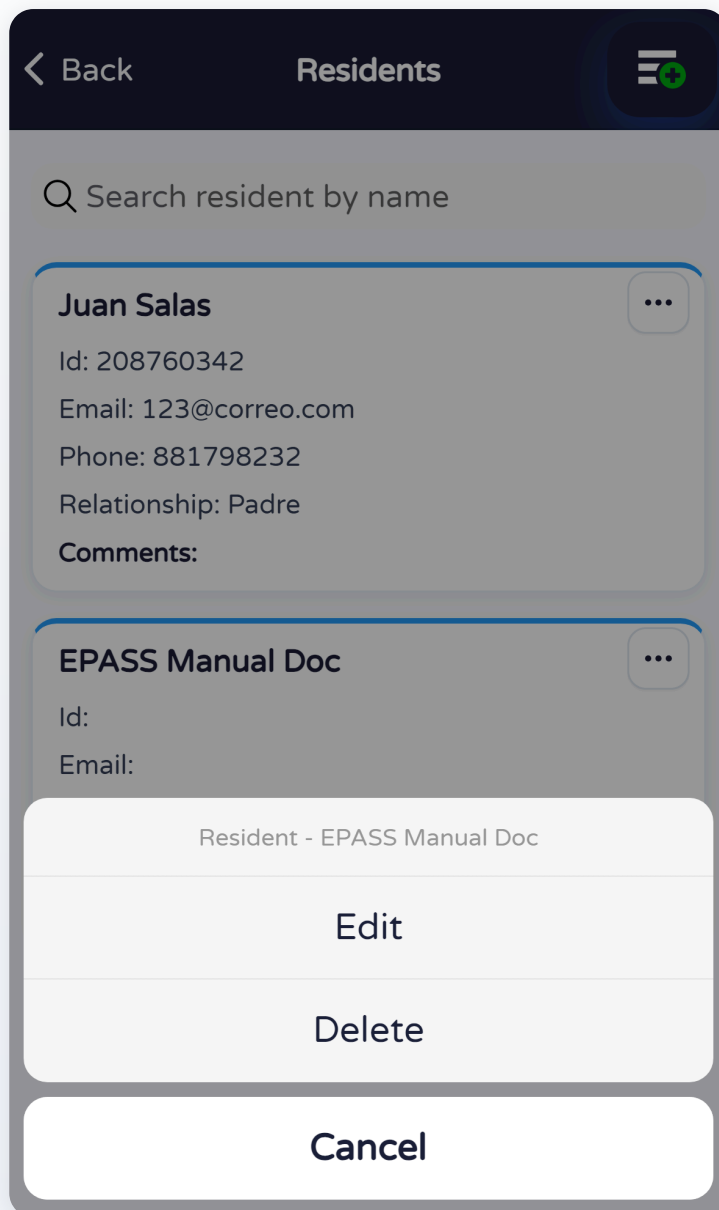 Back
Residents
Search resident by name
Juan Salas
Id: 208760342
Email: 123@correo.com
Phone: 881798232
Relationship: Padre
Comments:
EPASS Manual Doc
Id:
Email:
Resident - EPASS Manual Doc
Edit
Delete
Cancel